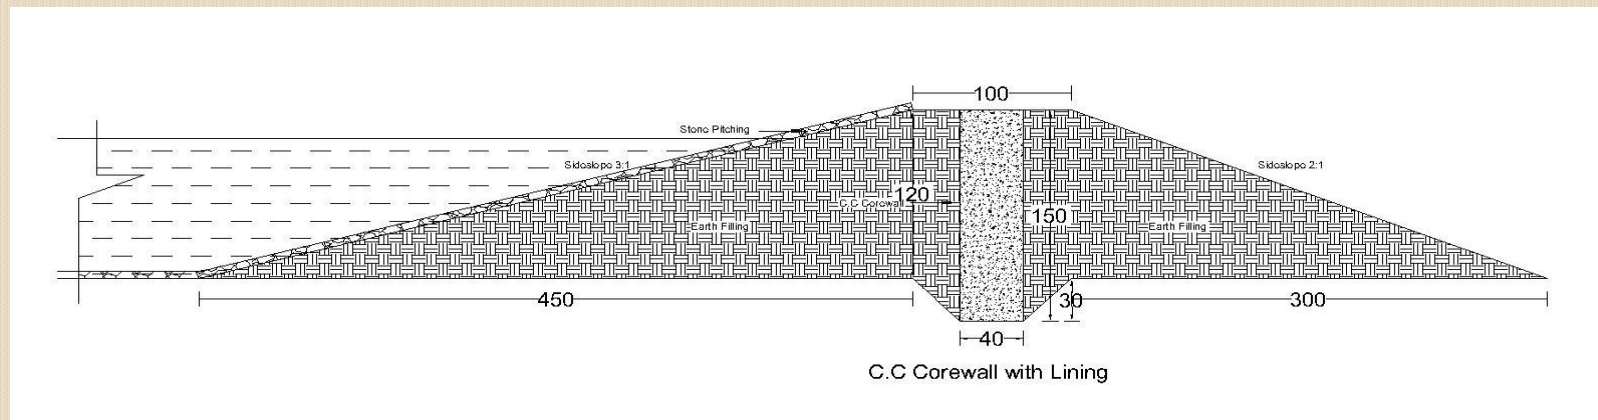 100
Stone Pitching
Sideslope 3:1
Sideslope 2:1
120
C.C Corewall
150
Earth Filling
Earth Filling
450
30
300
40
C.C Corewall with Lining